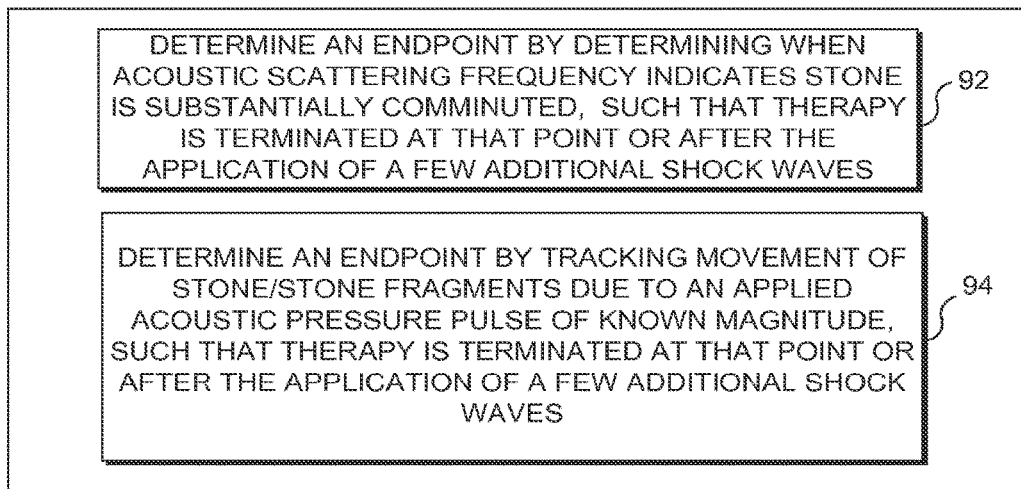 DETERMINE AN ENDPOINT BY DETERMINING WHEN
ACOUSTIC SCATTERING FREQUENCY INDICATES STONE
IS SUBSTANTIALLY COMMINUTED, SUCH THAT THERAPY
IS TERMINATED AT THAT POINT OR AFTER THE
APPLICATION OF A FEW ADDITIONAL SHOCK WAVES
92
DETERMINE AN ENDPOINT BY TRACKING MOVEMENT OF
STONE/STONE FRAGMENTS DUE TO AN APPLIED
ACOUSTIC PRESSURE PULSE OF KNOWN MAGNITUDE,
SUCH THAT THERAPY IS TERMINATED AT THAT POINT OR
AFTER THE APPLICATION OF A FEW ADDITIONAL SHOCK
WAVES
94